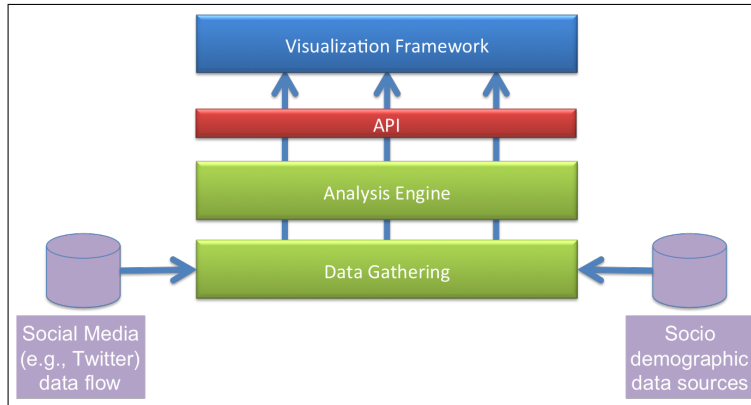 Visualization Framework
API
Analysis Engine
Data Gathering
Social Media
(e.g., Twitter)
data flow
Socio
demographic
data sources